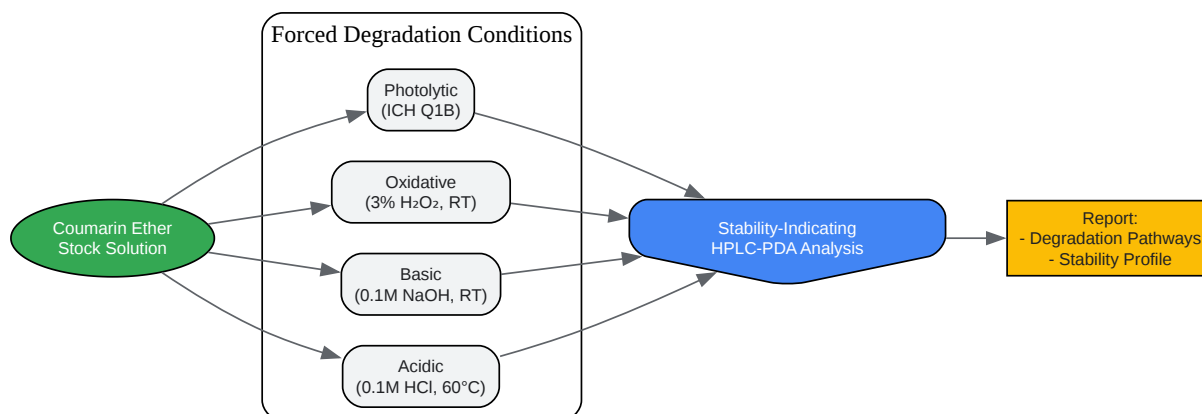 Forced Degradation Conditions
Photolytic
(ICH Q1B)
Oxidative
(3% H₂O₂, RT)
Coumarin Ether
Stock Solution
Stability-Indicating
HPLC-PDA Analysis
Report:
- Degradation Pathways
- Stability Profile
Basic
(0.1M NaOH, RT)
Acidic
(0.1M HCl, 60°C)